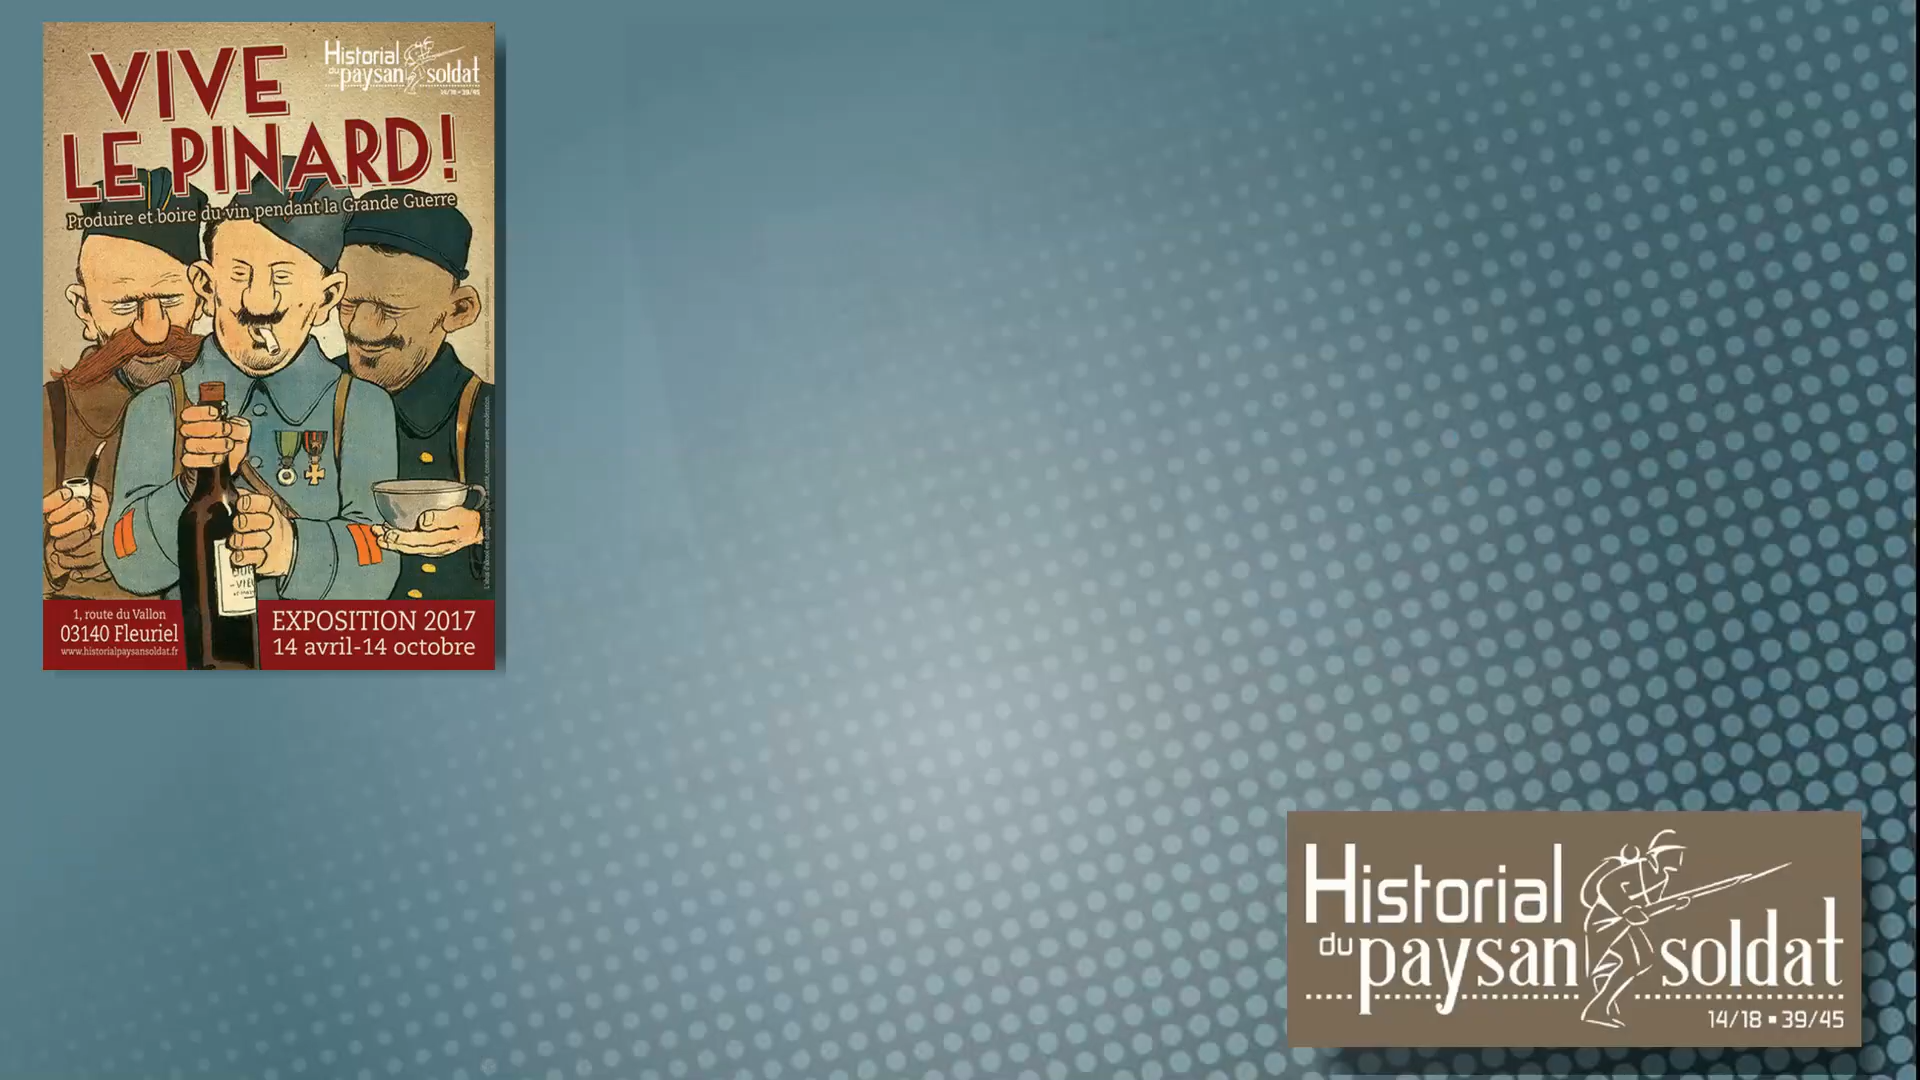 VIVE
LE PINARD!
Historial
du paysan soldat
14/18 • 39/45
Produire et boire du vin pendant la Grande Guerre
1, route du Vallon
03140 Fleuriel
www.historialpaysansoldat.fr
EXPOSITION 2017
14 avril-14 octobre
Historial
du paysan soldat
14/18 ▪ 39/45